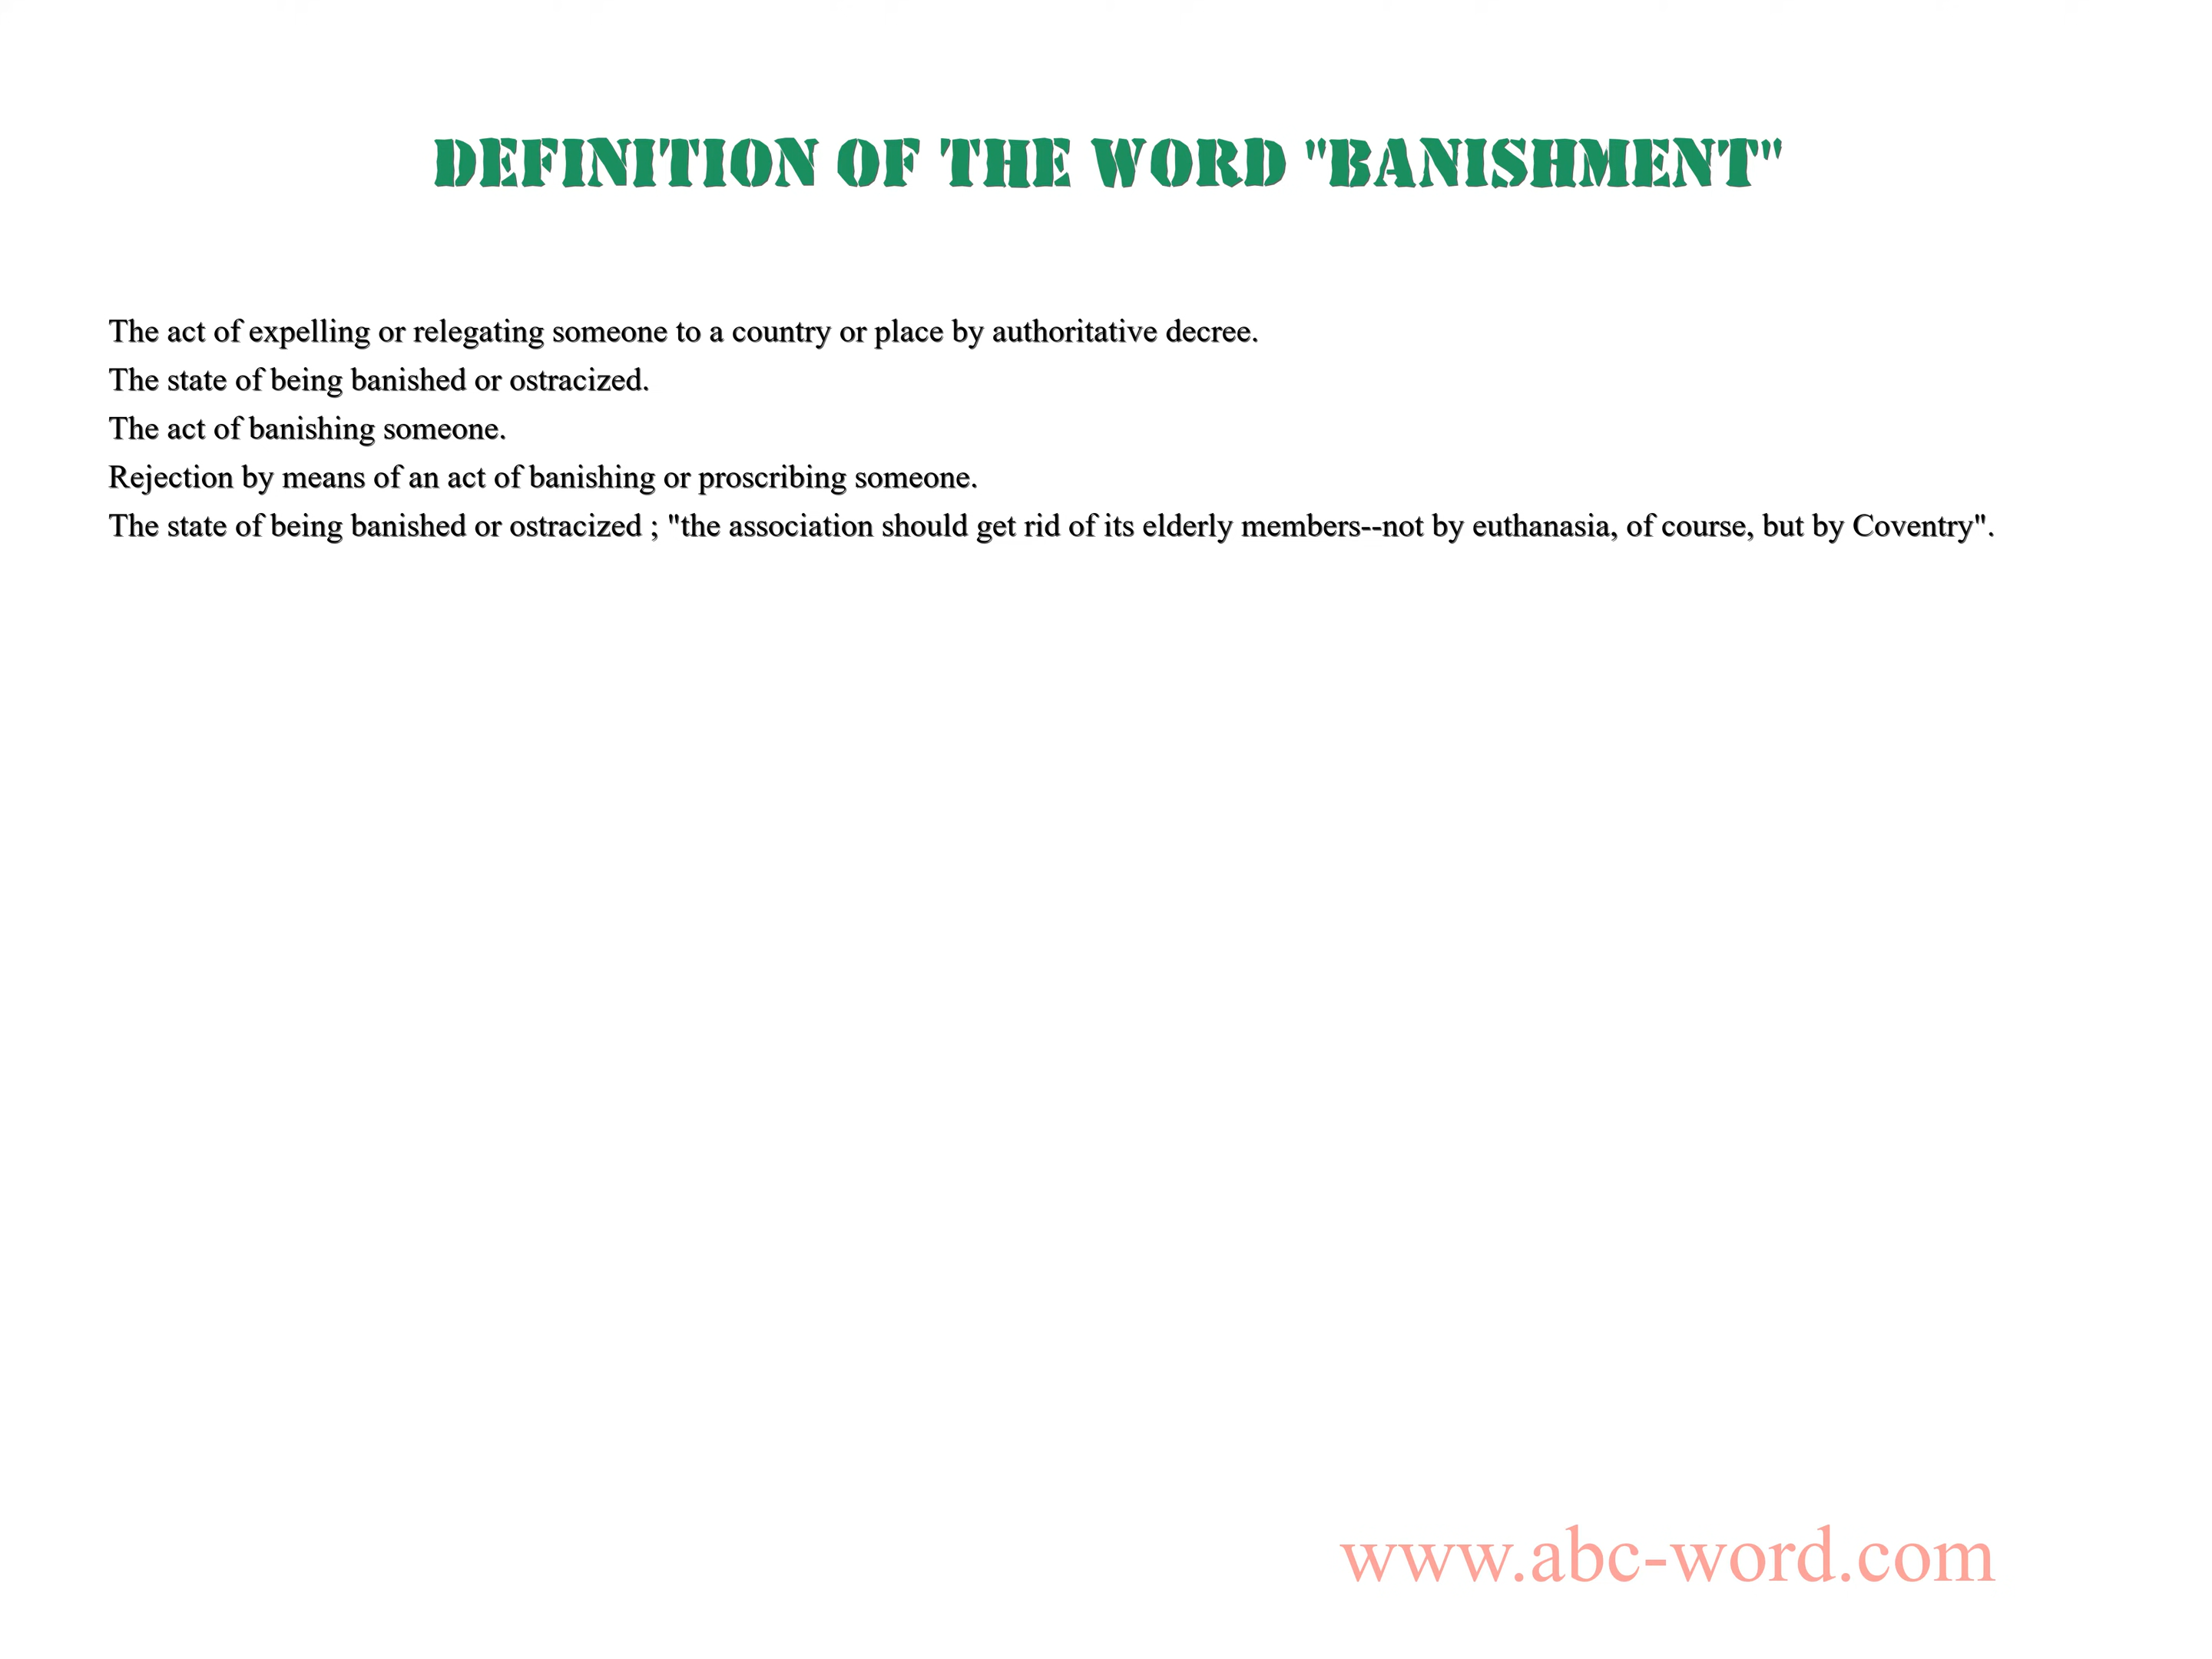 DEFINITION OF THE WORD "BANISHMENT"
The act of expelling or relegating someone to a country or place by authoritative decree.
The state of being banished or ostracized.
The act of banishing someone.
Rejection by means of an act of banishing or proscribing someone.
The state of being banished or ostracized ; "the association should get rid of its elderly members--not by euthanasia, of course, but by Coventry".
www.abc-word.com